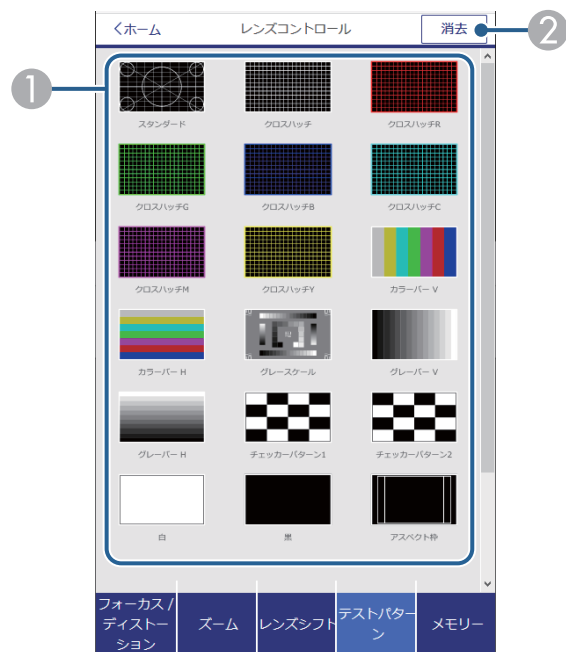 くホーム
レンズコントロール
消去
2
1
スタンダード
クロスハッチ
クロスハッチR
クロスハッチG
クロスハッチB
クロスハッチC
クロスハッチM
クロスハッチY
カラーバー V
カラーバー H
グレースケール
グレーバー V
グレーバー H
チェッカーパターン1
チェッカーパターン2
白
黒
アスペクト枠
フォーカス /
ディストー
ション
ズーム
レンズシフト
テストパター
ン
メモリー